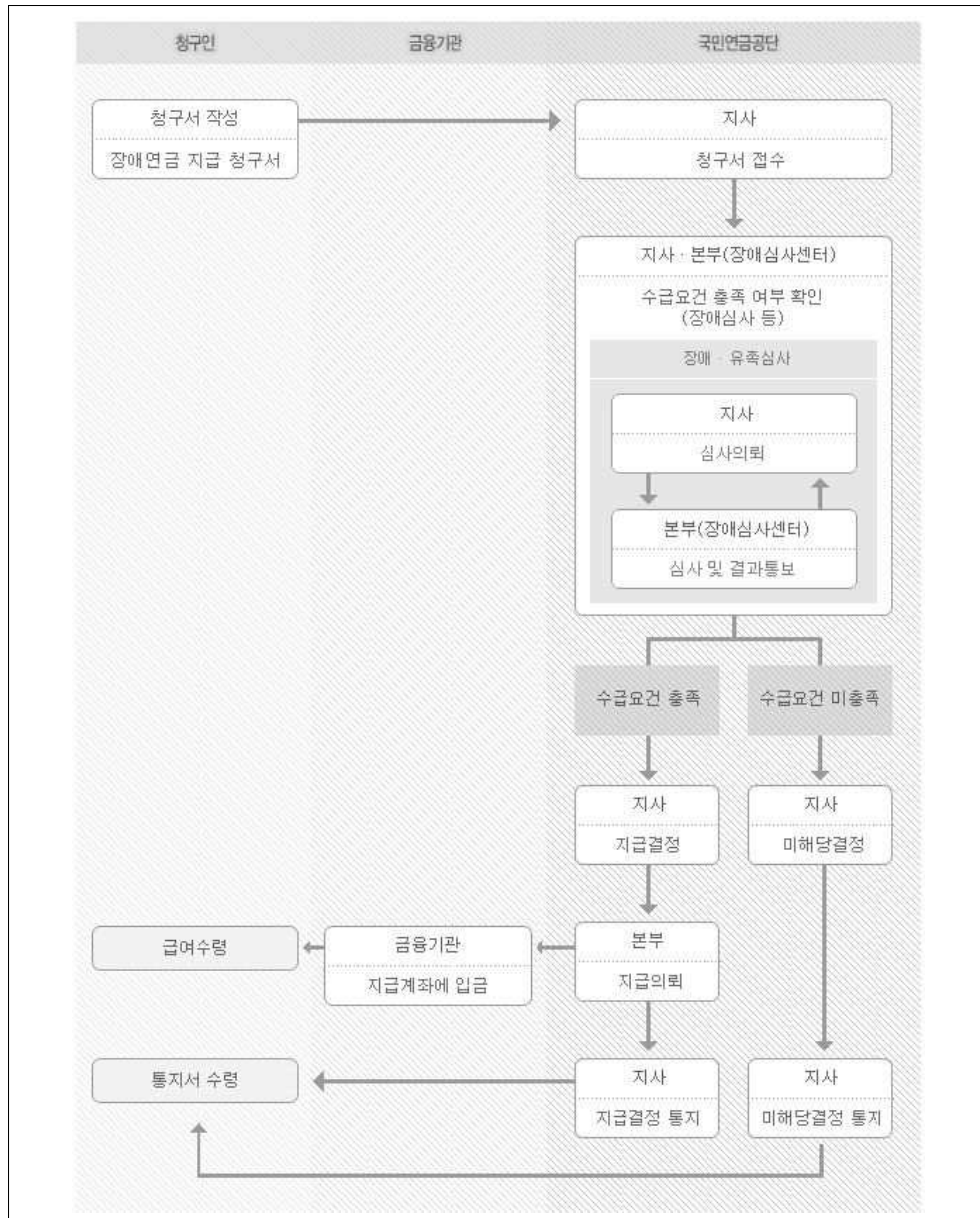 청구인
금융기관
국민연금공단
청구서 작성
장애연금 지급 청구서
지사
청구서 접수
지사 · 본부(장애심사센터)
수급요건 충족 여부 확인
(장애심사 등)
장애 · 유족심사
지사
심사의뢰
본부(장애심사센터)
심사 및 결과통보
수급요건 충족
수급요건 미충족
지사
지급결정
지사
미해당결정
급여수령
금융기관
지급계좌에 입금
본부
지급의뢰
통지서 수령
지사
지급결정 통지
지사
미해당결정 통지